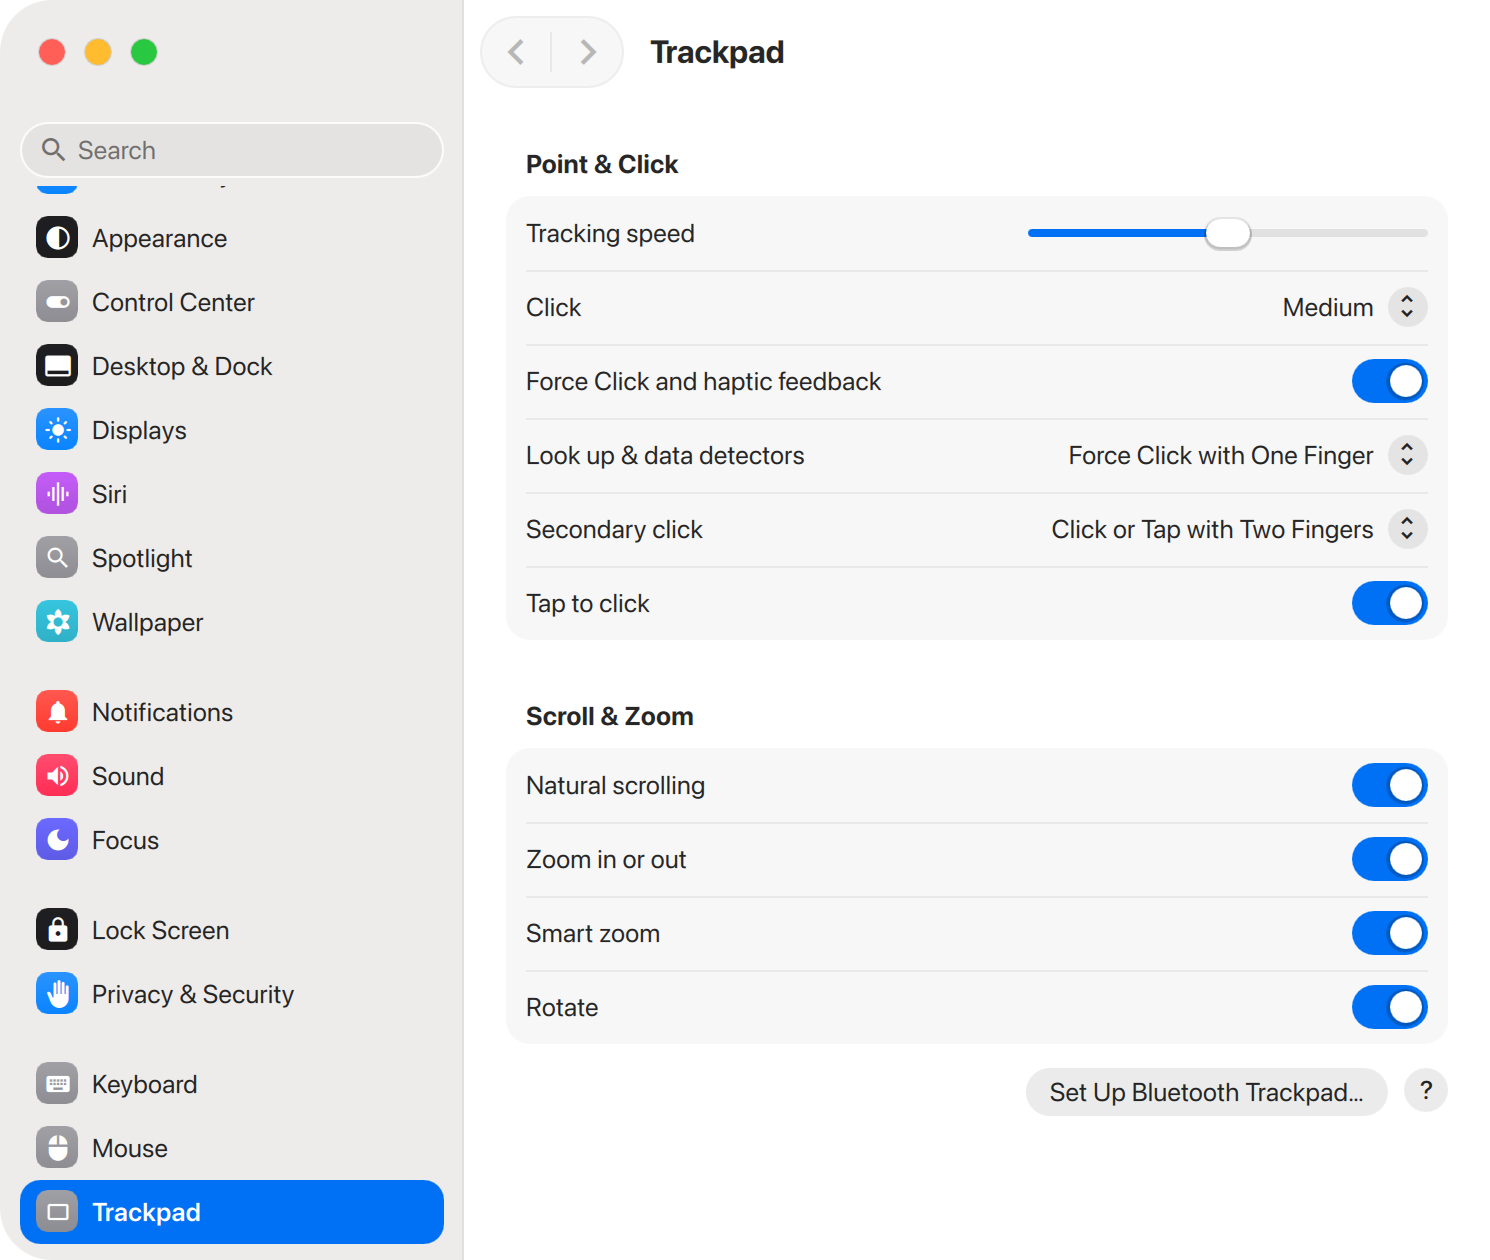 Trackpad
Search
Appearance
Control Center
Desktop & Dock
Displays
Siri
Spotlight
Wallpaper
Notifications
Sound
Focus
Lock Screen
Privacy & Security
Keyboard
Mouse
Trackpad
Point & Click
Tracking speed
Click Medium
Force Click and haptic feedback
Look up & data detectors Force Click with One Finger
Secondary click Click or Tap with Two Fingers
Tap to click
Scroll & Zoom
Natural scrolling
Zoom in or out
Smart zoom
Rotate
Set Up Bluetooth Trackpad... ?